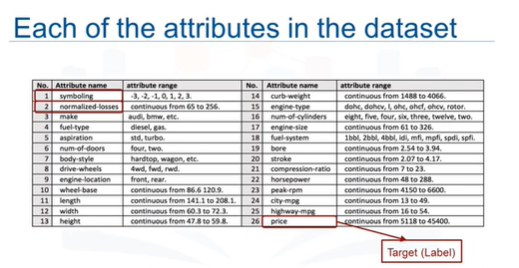 Each of the attributes in the dataset
No. Attribute name attribute range No. Attribute name attribute range
1 symboling -3, -2, -1, 0, 1, 2, 3. 14 curb-weight continuous from 1488 to 4066.
2 normalized-losses continuous from 65 to 256. 15 engine-type dohc, dohcv, l, ohc, ohcf, ohcv, rotor.
3 make audi, bmw, etc. 16 num-of-cylinders eight, five, four, six, three, twelve, two.
4 fuel-type diesel, gas. 17 engine-size continuous from 61 to 326.
5 aspiration std, turbo. 18 fuel-system 1bbl, 2bbl, 4bbl, idi, mfi, mpfi, spdi, spfi.
6 num-of-doors four, two. 19 bore continuous from 2.54 to 3.94.
7 body-style hardtop, wagon, etc. 20 stroke continuous from 2.07 to 4.17.
8 drive-wheels 4wd, fwd, rwd. 21 compression-ratio continuous from 7 to 23.
9 engine-location front, rear. 22 horsepower continuous from 48 to 288.
10 wheel-base continuous from 86.6 120.9. 23 peak-rpm continuous from 4150 to 6600.
11 length continuous from 141.1 to 208.1. 24 city-mpg continuous from 13 to 49.
12 width continuous from 60.3 to 72.3. 25 highway-mpg continuous from 16 to 54.
13 height continuous from 47.8 to 59.8. 26 price continuous from 5118 to 45400.
Target (Label)